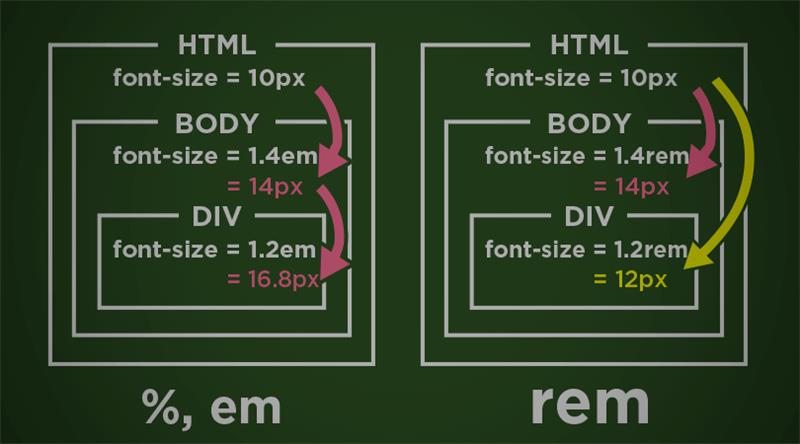 HTML
font-size = 10px
BODY
font-size = 1.4em
= 14px
DIV
font-size = 1.2em
= 16.8px
%, em
HTML
font-size = 10px
BODY
font-size = 1.4rem
= 14px
DIV
font-size = 1.2rem
= 12px
rem